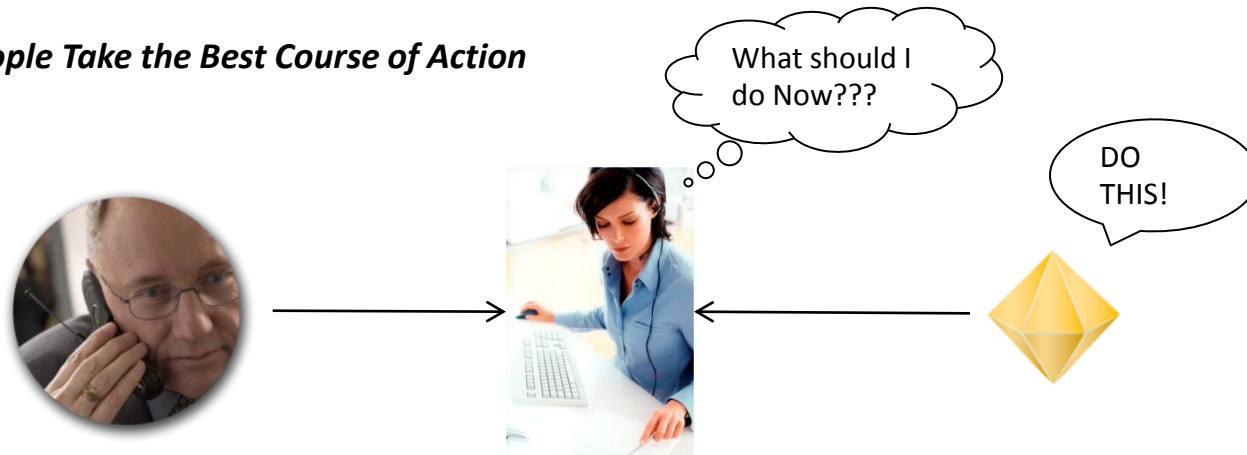 ople Take the Best Course of Action
What should I
do Now???
DO
THIS!